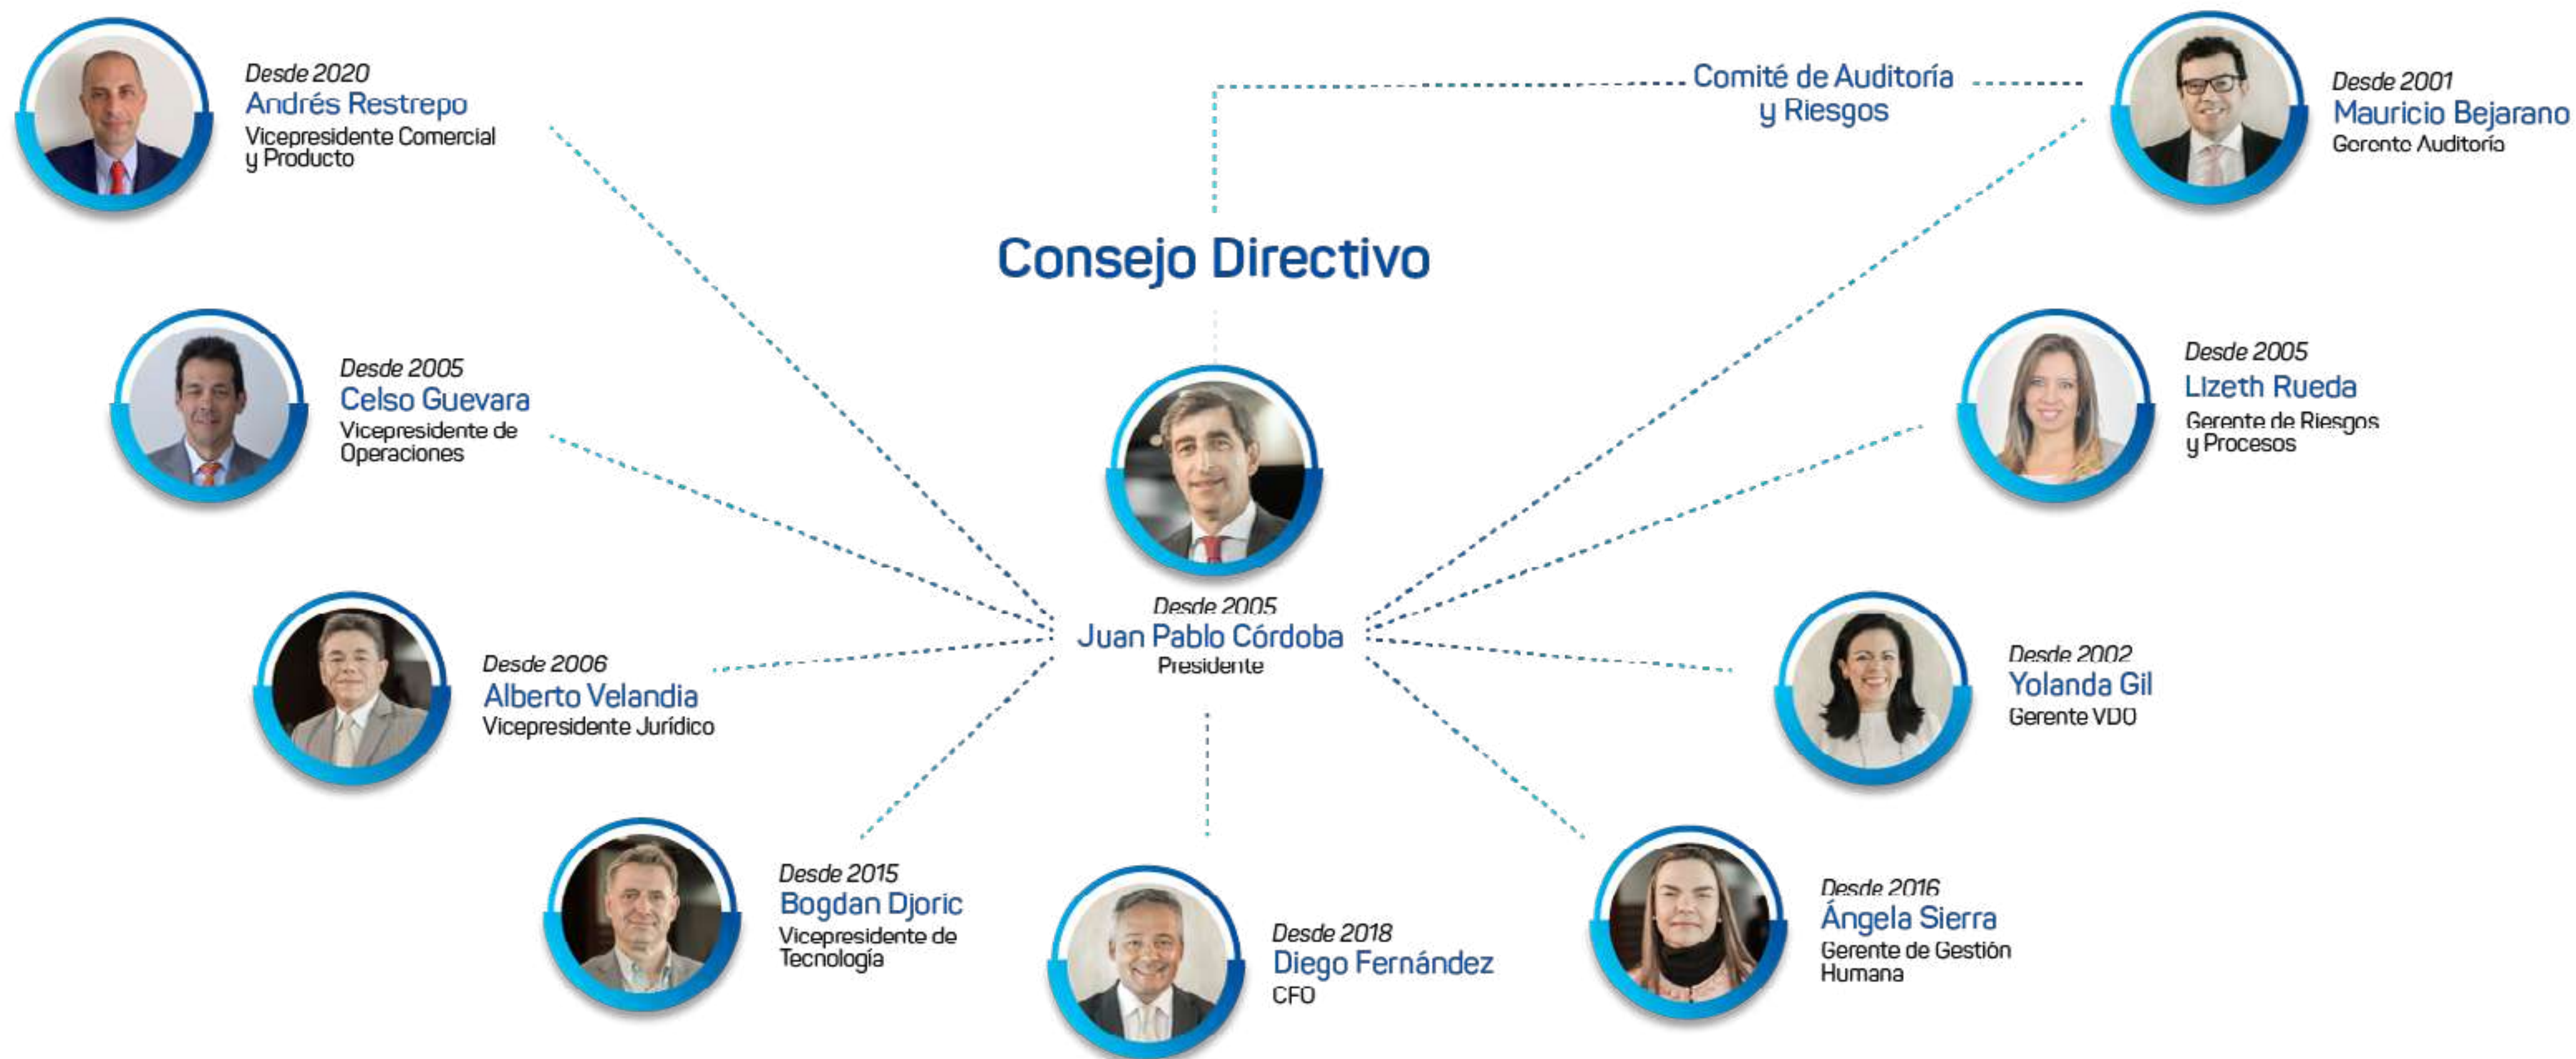 Desde 2020
Andrés Restrepo
Vicepresidente Comercial
y Producto
Comité de Auditoría
y Riesgos
Desde 2001
Mauricio Bejarano
Gerente Auditoría
Consejo Directivo
Desde 2005
Celso Guevara
Vicepresidente de
Operaciones
Desde 2005
Lizeth Rueda
Gerente de Riesgos
y Procesos
Desde 2005
Juan Pablo Córdoba
Presidente
Desde 2006
Alberto Velandia
Vicepresidente Jurídico
Desde 2002
Yolanda Gil
Gerente VDO
Desde 2015
Bogdan Djoric
Vicepresidente de
Tecnología
Desde 2018
Diego Fernández
CFO
Desde 2016
Ángela Sierra
Gerente de Gestión
Humana